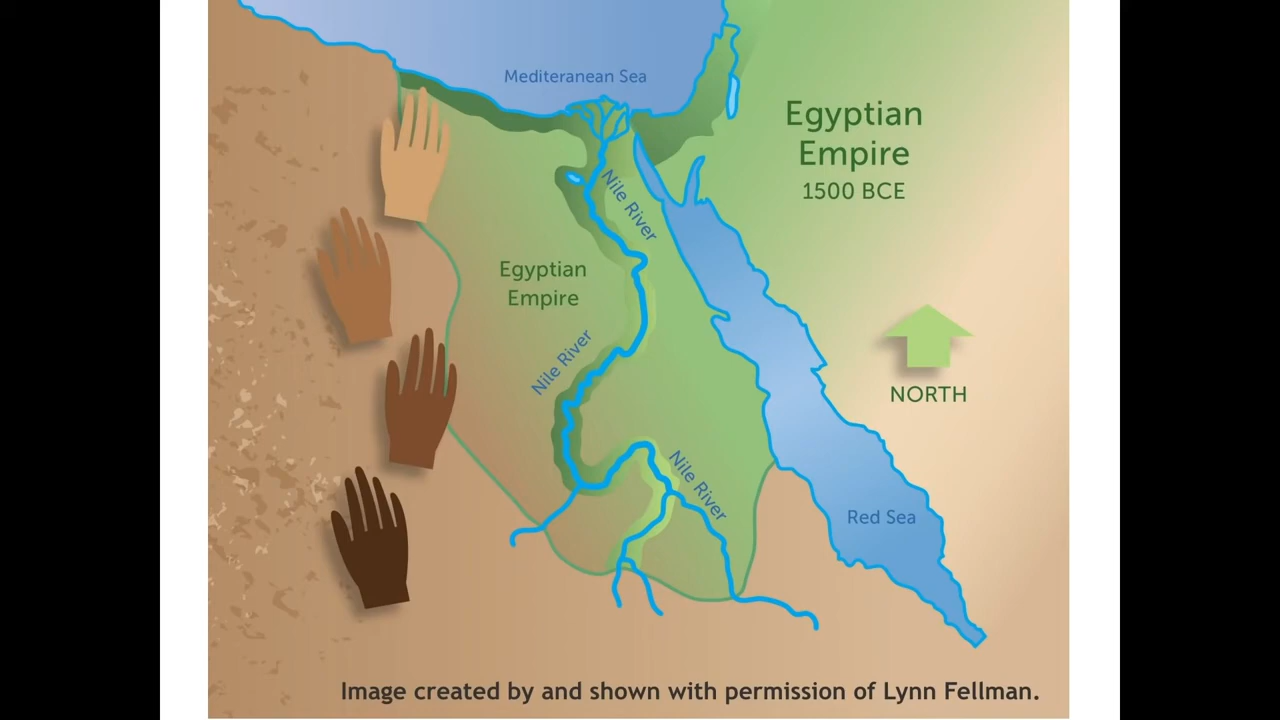 Mediteranean Sea
Egyptian
Empire
1500 BCE
Nile River
Egyptian
Empire
Nile River
NORTH
Nile River
Red Sea
Image created by and shown with permission of Lynn Fellman.